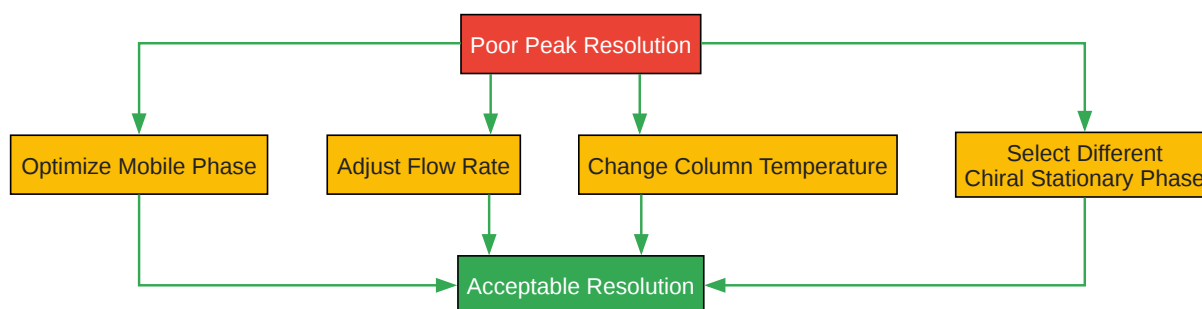 Poor Peak Resolution
Optimize Mobile Phase
Adjust Flow Rate
Change Column Temperature
Select Different
Chiral Stationary Phase
Acceptable Resolution